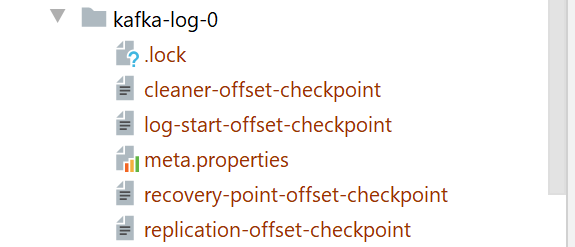 kafka-log-0
.lock
cleaner-offset-checkpoint
log-start-offset-checkpoint
meta.properties
recovery-point-offset-checkpoint
replication-offset-checkpoint